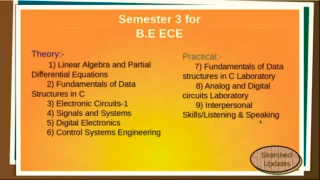 Semester 3 for
B.E ECE
Theory:-
1) Linear Algebra and Partial
Differential Equations
2) Fundamentals of Data
Structures in C
3) Electronic Circuits-1
4) Signals and Systems
5) Digital Electronics
6) Control Systems Engineering
Practical:-
7) Fundamentals of Data
structures in C Laboratory
8) Analog and Digital
circuits Laboratory
9) Interpersonal
Skills/Listening & Speaking
Searched
Updates